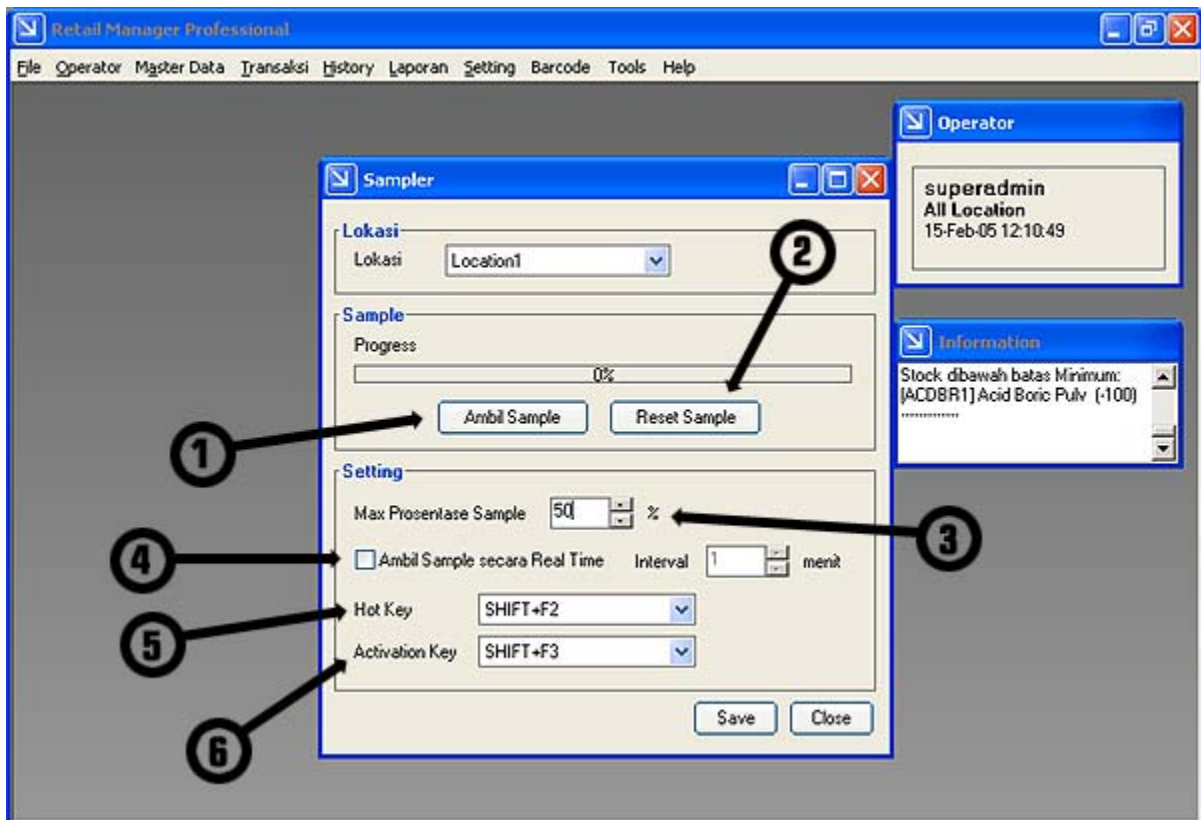 Retail Manager Professional
File Operator Master Data Transaksi History Laporan Setting Barcode Tools Help
Operator
superadmin
All Location
15-Feb-05 12:10:49
Sampler
Lokasi
Lokasi Location1
2
Sample
Progress
0%
Ambil Sample Reset Sample
1
Information
Stock dibawah batas Minimum:
[ACDBR1] Acid Boric Pulv (-100)
Setting
Max Prosentase Sample 50 %
3
4
Ambil Sample secara Real Time Interval 1 menit
Hot Key SHIFT+F2
5
Activation Key SHIFT+F3
6
Save Close